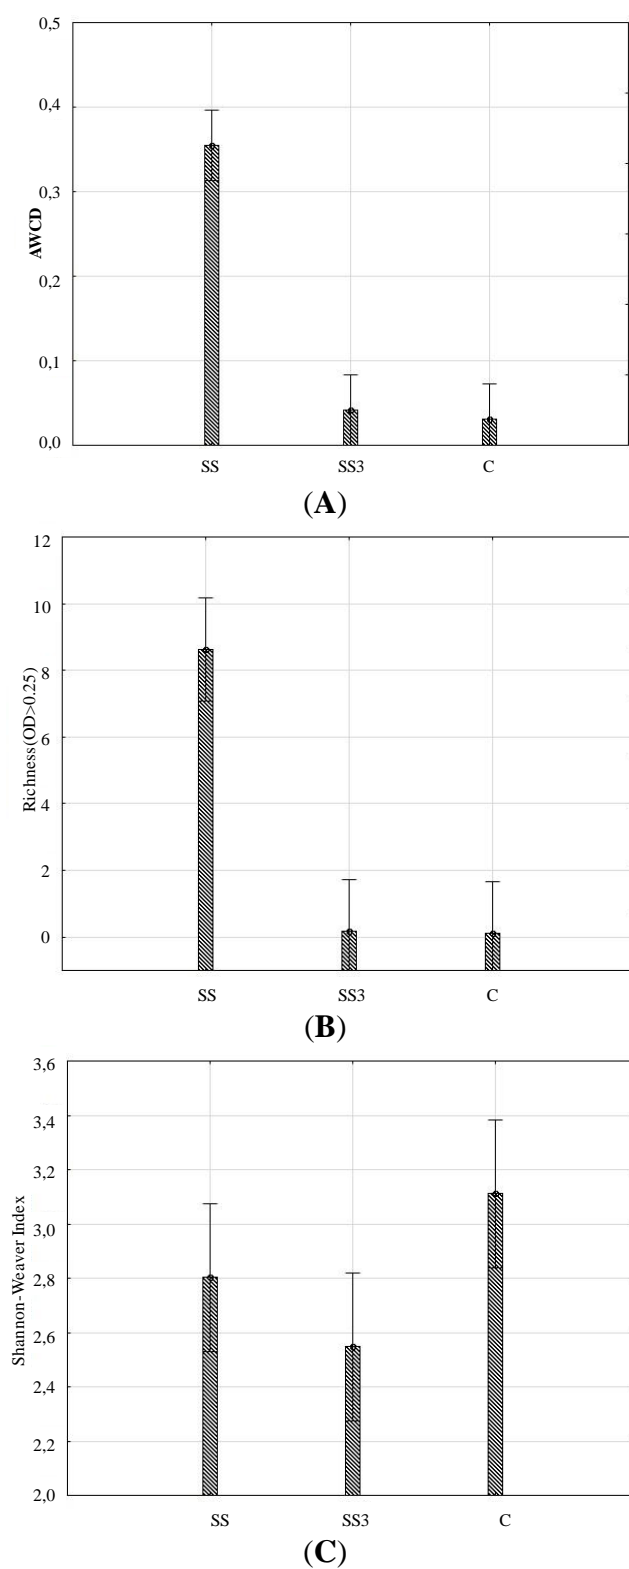 0,5
0,4
0,3
0,2
0,1
0,0
AWCD
SS SS3 C
(A)
12
10
8
6
4
2
0
Richness(OD>0.25)
SS SS3 C
(B)
3,6
3,4
3,2
3,0
2,8
2,6
2,4
2,2
2,0
Shannon-Weaver Index
SS SS3 C
(C)